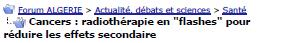 Forum ALGERIE > Actualité, débats et sciences > Santé
Cancers : radiothérapie en "flashes" pour
réduire les effets secondaire